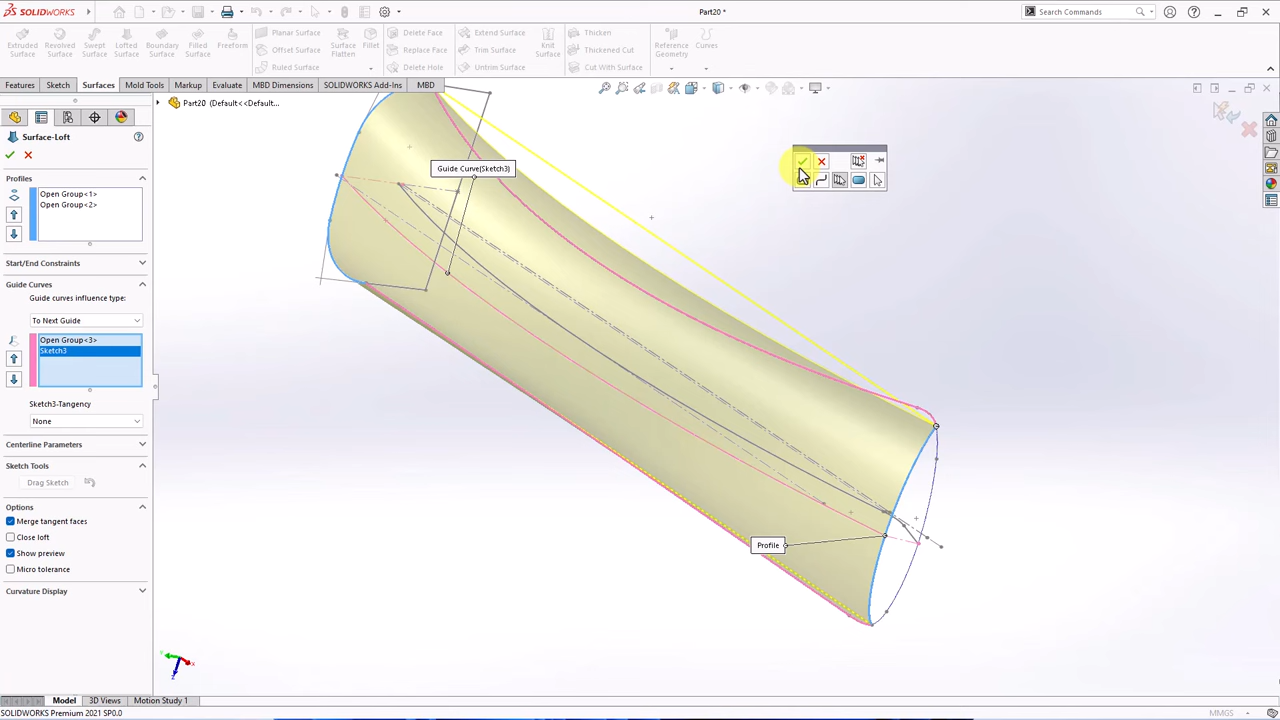 SOLIDWORKS
Part20 *
Search Commands
Extruded Surface
Revolved Surface
Swept Surface
Lofted Surface
Boundary Surface
Filled Surface
Freeform
Planar Surface
Offset Surface
Ruled Surface
Surface Flatten
Fillet
Delete Face
Replace Face
Delete Hole
Extend Surface
Trim Surface
Untrim Surface
Knit Surface
Thicken
Thickened Cut
Cut With Surface
Reference Geometry
Curves
Features Sketch Surfaces Mold Tools Markup Evaluate MBD Dimensions SOLIDWORKS Add-Ins MBD
Part20 (Default<<Default...
Surface-Loft
Profiles
Open Group<1>
Open Group<2>
Start/End Constraints
Guide Curves
Guide curves influence type:
To Next Guide
Open Group<3>
Sketch3
Sketch3-Tangency
None
Centerline Parameters
Sketch Tools
Drag Sketch
Options
Merge tangent faces
Close loft
Show preview
Micro tolerance
Curvature Display
Guide Curve(Sketch3)
Profile
Model 3D Views Motion Study 1
SOLIDWORKS Premium 2021 SP0.0
MMGS